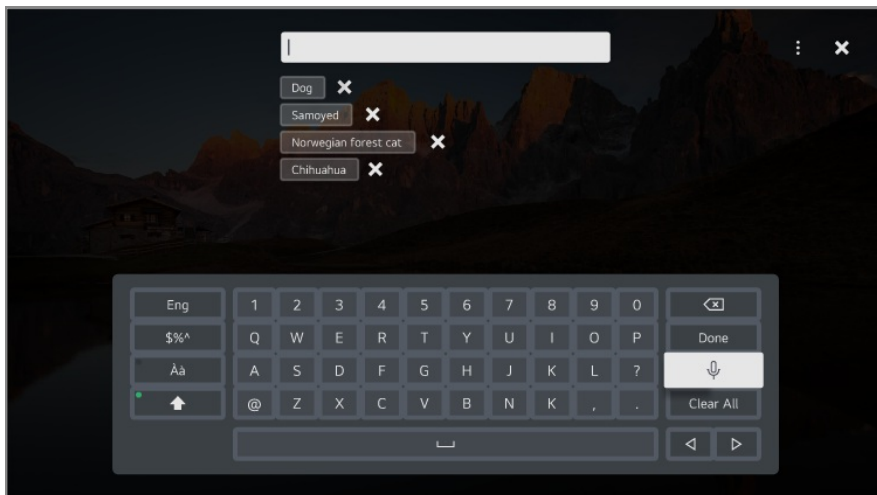 Dog
Samoyed
Norwegian forest cat
Chihuahua
Eng 1 2 3 4 5 6 7 8 9 0
$%^ Q W E R T Y U I O P Done
Àà A S D F G H J K L ?
@ Z X C V B N K , . Clear All